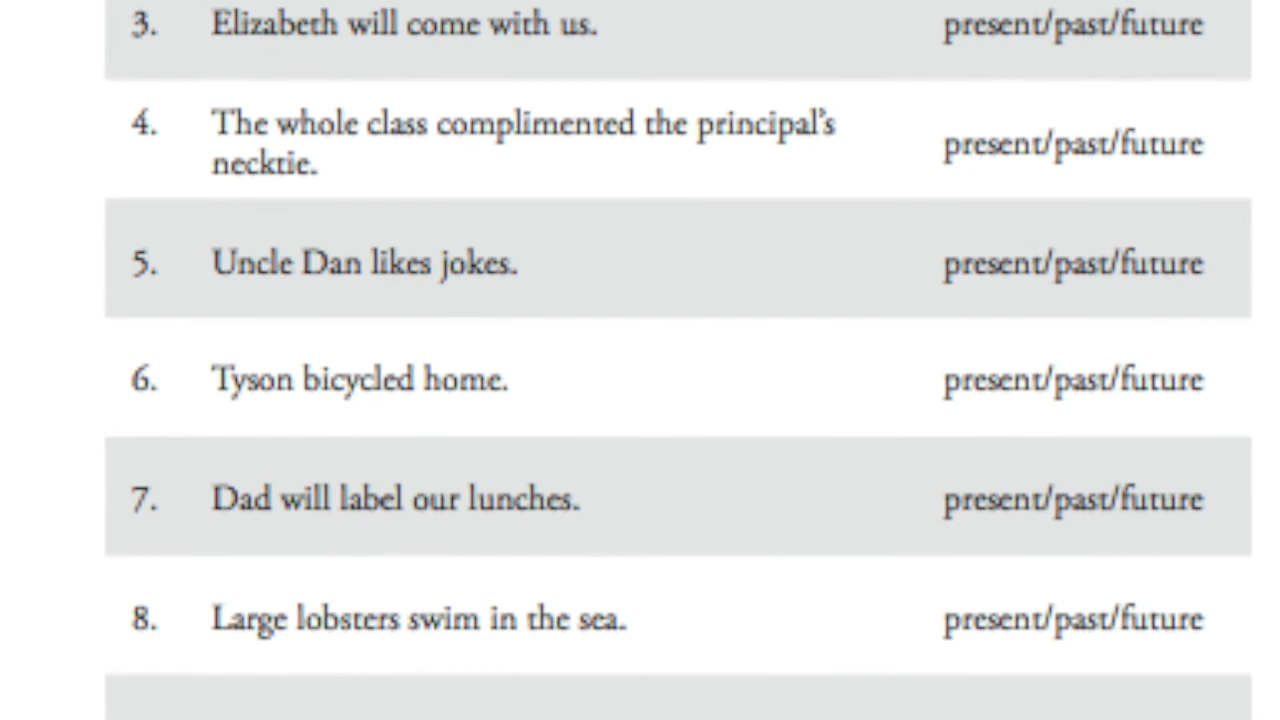 3. Elizabeth will come with us. present/past/future
4. The whole class complimented the principal’s
necktie. present/past/future
5. Uncle Dan likes jokes. present/past/future
6. Tyson bicycled home. present/past/future
7. Dad will label our lunches. present/past/future
8. Large lobsters swim in the sea. present/past/future